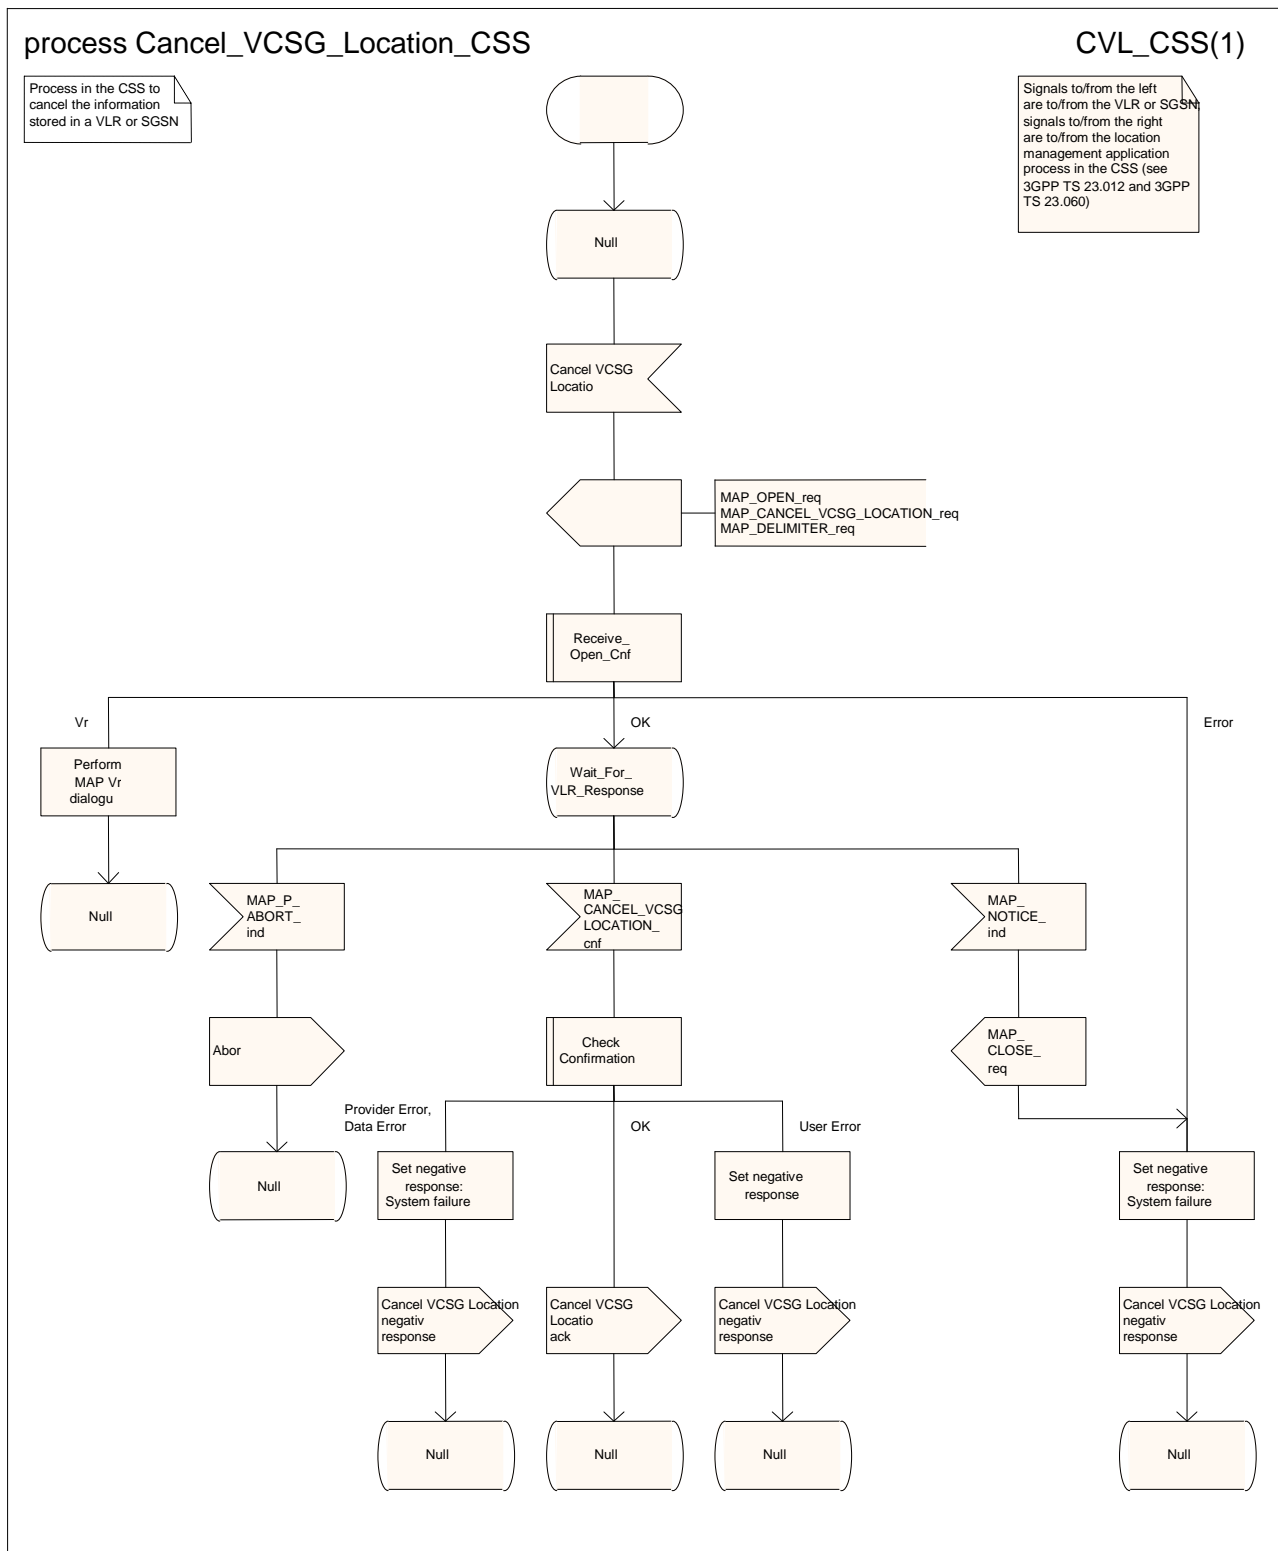 process Cancel_VCSG_Location_CSS
CVL_CSS(1)
Process in the CSS to
cancel the information
stored in a VLR or SGSN
Signals to/from the left
are to/from the VLR or SGSN;
signals to/from the right
are to/from the location
management application
process in the CSS (see
3GPP TS 23.012 and 3GPP
TS 23.060)
Null
Cancel VCSG
Locatio
MAP_OPEN_req
MAP_CANCEL_VCSG_LOCATION_req
MAP_DELIMITER_req
Receive_
Open_Cnf
Vr
OK
Error
Perform
MAP Vr
dialogu
Wait_For_
VLR_Response
Null
MAP_P_
ABORT_
ind
MAP_
CANCEL_VCSG
LOCATION_
cnf
MAP_
NOTICE_
ind
Abor
Check
Confirmation
MAP_
CLOSE_
req
Provider Error,
Data Error
OK
User Error
Null
Set negative
response:
System failure
Set negative
response
Set negative
response:
System failure
Cancel VCSG Location
negativ
response
Cancel VCSG
Locatio
ack
Cancel VCSG Location
negativ
response
Cancel VCSG Location
negativ
response
Null
Null
Null
Null